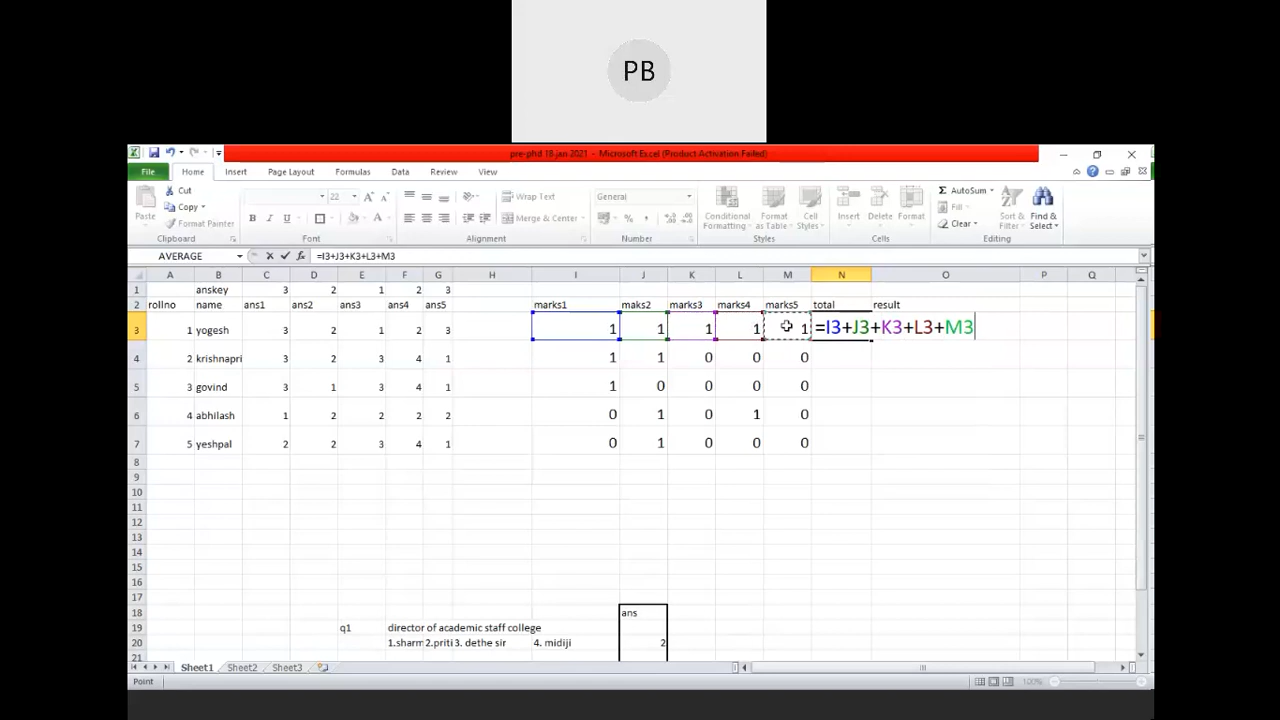 PB
pre-phd 18 jan 2021 - Microsoft Excel (Product Activation Failed)
File Home Insert Page Layout Formulas Data Review View
Cut
Copy
Format Painter
Paste
Clipboard
22
B I U
Font
Wrap Text
Merge & Center
Alignment
General
Number
Conditional Formatting
Format as Table
Cell Styles
Styles
Insert Delete Format
Cells
AutoSum
Fill
Clear
Sort & Filter
Find & Select
Editing
AVERAGE fx =I3+J3+K3+L3+M3
A B C D E F G H I J K L M N O P Q
1 anskey 3 2 1 2 3
2 rollno name ans1 ans2 ans3 ans4 ans5 marks1 maks2 marks3 marks4 marks5 total result
3 1 yogesh 3 2 1 2 3 1 1 1 1 1 =I3+J3+K3+L3+M3
4 2 krishnapri 3 2 3 4 1 1 1 0 0 0
5 3 govind 3 1 3 4 1 1 0 0 0 0
6 4 abhilash 1 2 2 2 2 0 1 0 1 0
7 5 yeshpal 2 2 3 4 1 0 1 0 0 0
8
9
10
11
12
13
14
15
16
17
18 ans
19 q1 director of academic staff college
20 1.sharm 2.priti 3. dethe sir 4. midiji 2
21
Sheet1 Sheet2 Sheet3
Point 100%